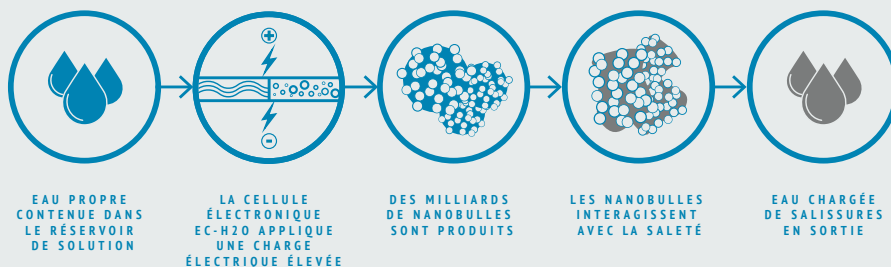 +
-
EAU PROPRE
CONTENUE DANS
LE RÉSERVOIR
DE SOLUTION
LA CELLULE
ÉLECTRONIQUE
EC-H2O APPLIQUE
UNE CHARGE
ÉLECTRIQUE ÉLEVÉE
DES MILLIARDS
DE NANOBULLES
SONT PRODUITS
LES NANOBULLES
INTERAGISSENT
AVEC LA SALETÉ
EAU CHARGÉE
DE SALISSURES
EN SORTIE